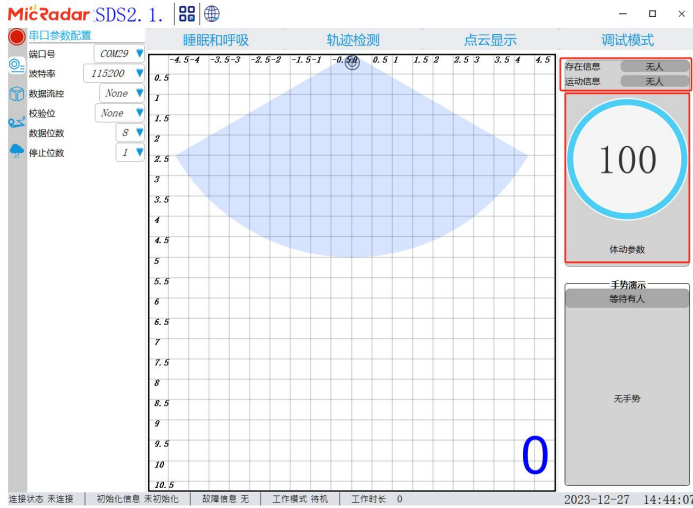 MicRadar SDS2.1.
串口参数配置
睡眠和呼吸
轨迹检测
点云显示
调试模式
端口号 COM29
波特率 115200
数据流控 None
校验位 None
数据位数 8
停止位数 1
-4.5 -4 -3.5 -3 -2.5 -2 -1.5 -1 -0.5 0 0.5 1 1.5 2 2.5 3 3.5 4 4.5
0.5
1
1.5
2
2.5
3
3.5
4
4.5
5
5.5
6
6.5
7
7.5
8
8.5
9
9.5
10
10.5
0
存在信息 无人
运动信息 无人
100
体动参数
手势演示
等待有人
无手势
连接状态 未连接 初始化信息 未初始化 故障信息 无 工作模式 待机 工作时长 0
2023-12-27 14:44:07